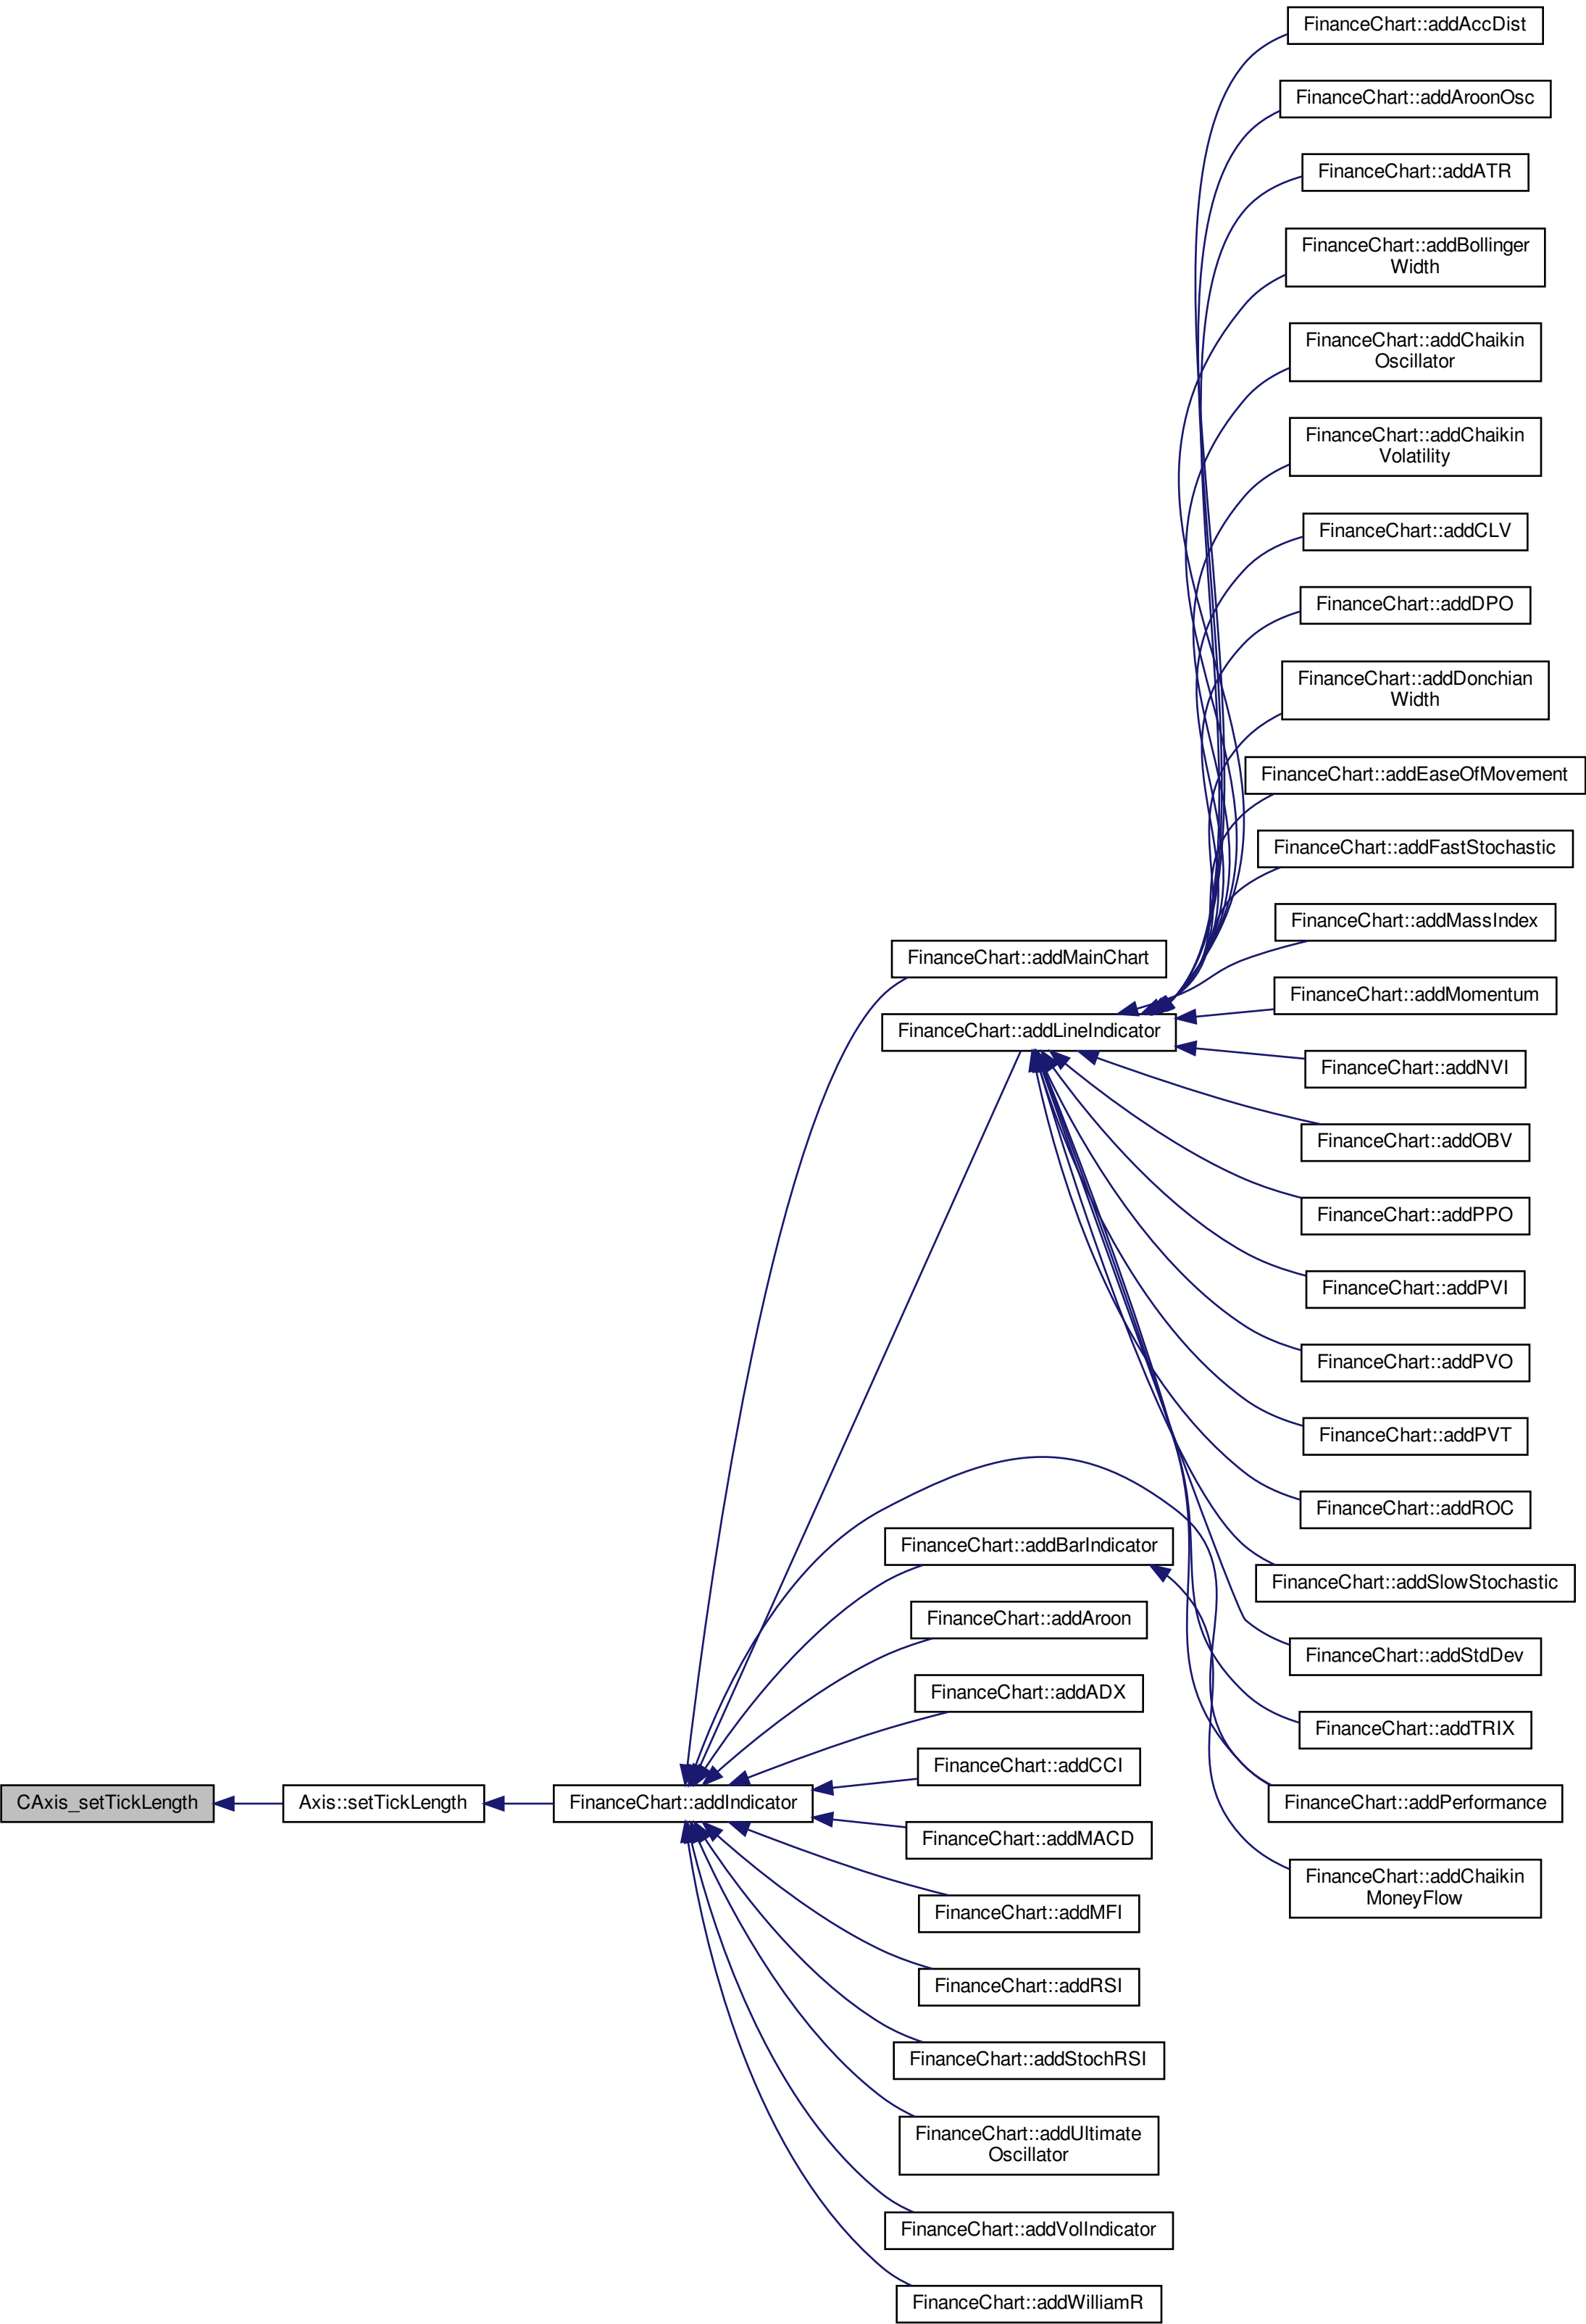 CAxis_setTickLength
Axis::setTickLength
FinanceChart::addIndicator
FinanceChart::addMainChart
FinanceChart::addLineIndicator
FinanceChart::addBarIndicator
FinanceChart::addAroon
FinanceChart::addADX
FinanceChart::addCCI
FinanceChart::addMACD
FinanceChart::addMFI
FinanceChart::addRSI
FinanceChart::addStochRSI
FinanceChart::addUltimate
Oscillator
FinanceChart::addVolIndicator
FinanceChart::addWilliamR
FinanceChart::addAccDist
FinanceChart::addAroonOsc
FinanceChart::addATR
FinanceChart::addBollinger
Width
FinanceChart::addChaikin
Oscillator
FinanceChart::addChaikin
Volatility
FinanceChart::addCLV
FinanceChart::addDPO
FinanceChart::addDonchian
Width
FinanceChart::addEaseOfMovement
FinanceChart::addFastStochastic
FinanceChart::addMassIndex
FinanceChart::addMomentum
FinanceChart::addNVI
FinanceChart::addOBV
FinanceChart::addPPO
FinanceChart::addPVI
FinanceChart::addPVO
FinanceChart::addPVT
FinanceChart::addROC
FinanceChart::addSlowStochastic
FinanceChart::addStdDev
FinanceChart::addTRIX
FinanceChart::addPerformance
FinanceChart::addChaikin
MoneyFlow